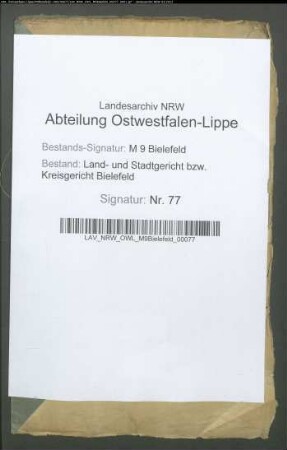 Landesarchiv NRW
Abteilung Ostwestfalen-Lippe
Bestands-Signatur: M 9 Bielefeld
Bestand: Land- und Stadtgericht bzw.
Kreisgericht Bielefeld
Signatur: Nr. 77
LAV_NRW_OWL_M9Bielefeld_00077